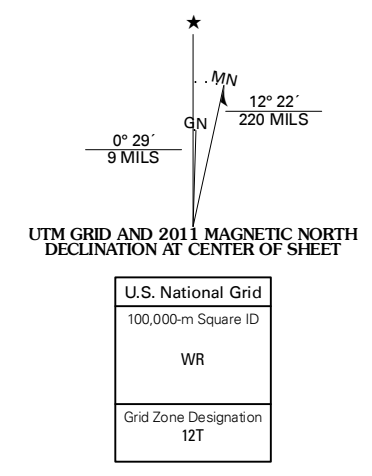 ★
MN
12° 22´
220 MILS
GN
0° 29´
9 MILS
UTM GRID AND 2011 MAGNETIC NORTH
DECLINATION AT CENTER OF SHEET
U.S. National Grid
100,000-m Square ID
WR
Grid Zone Designation
12T